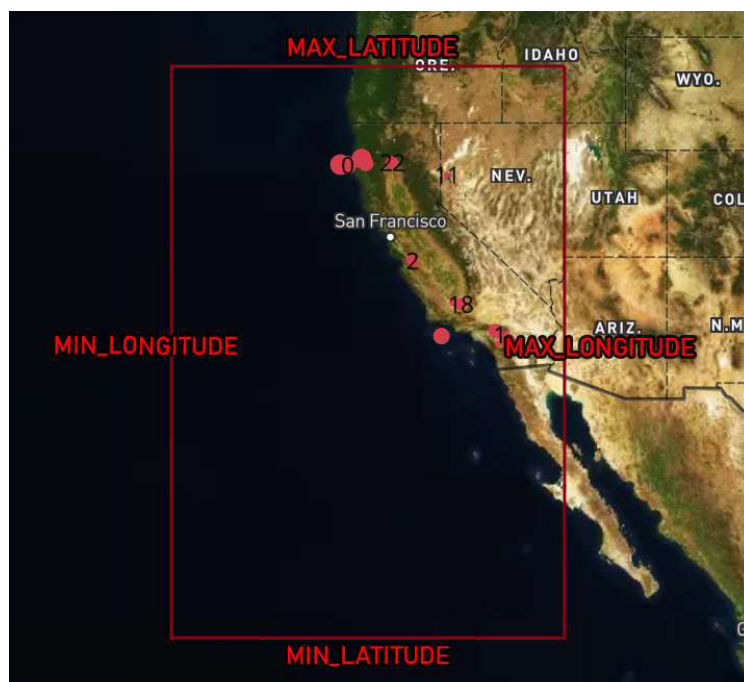 MAX_LATITUDE
ORE.
IDAHO
WYO.
0
22
11
NEV.
UTAH
COL
San Francisco
2
18
1
ARIZ.
N.M
MIN_LONGITUDE
MAX_LONGITUDE
MIN_LATITUDE
G